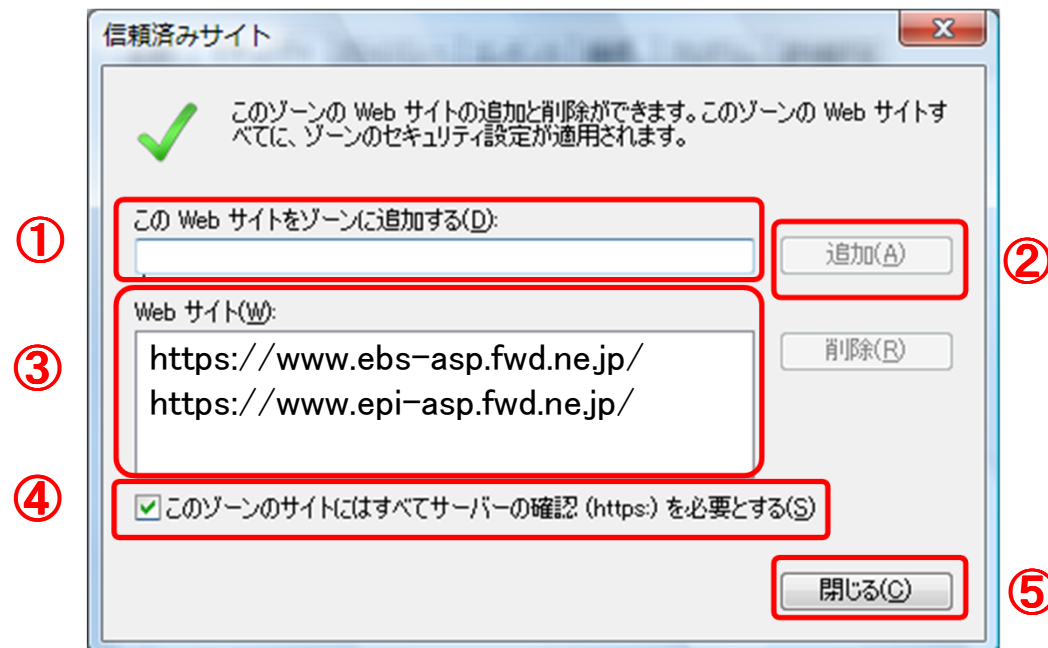 信頼済みサイト
このゾーンの Web サイトの追加と削除ができます。このゾーンの Web サイトす
べてに、ゾーンのセキュリティ設定が適用されます。
①
この Web サイトをゾーンに追加する(D):
追加(A)
②
Web サイト(W):
③
https://www.ebs-asp.fwd.ne.jp/
https://www.epi-asp.fwd.ne.jp/
削除(R)
④
このゾーンのサイトにはすべてサーバーの確認 (https:) を必要とする(S)
閉じる(C)
⑤